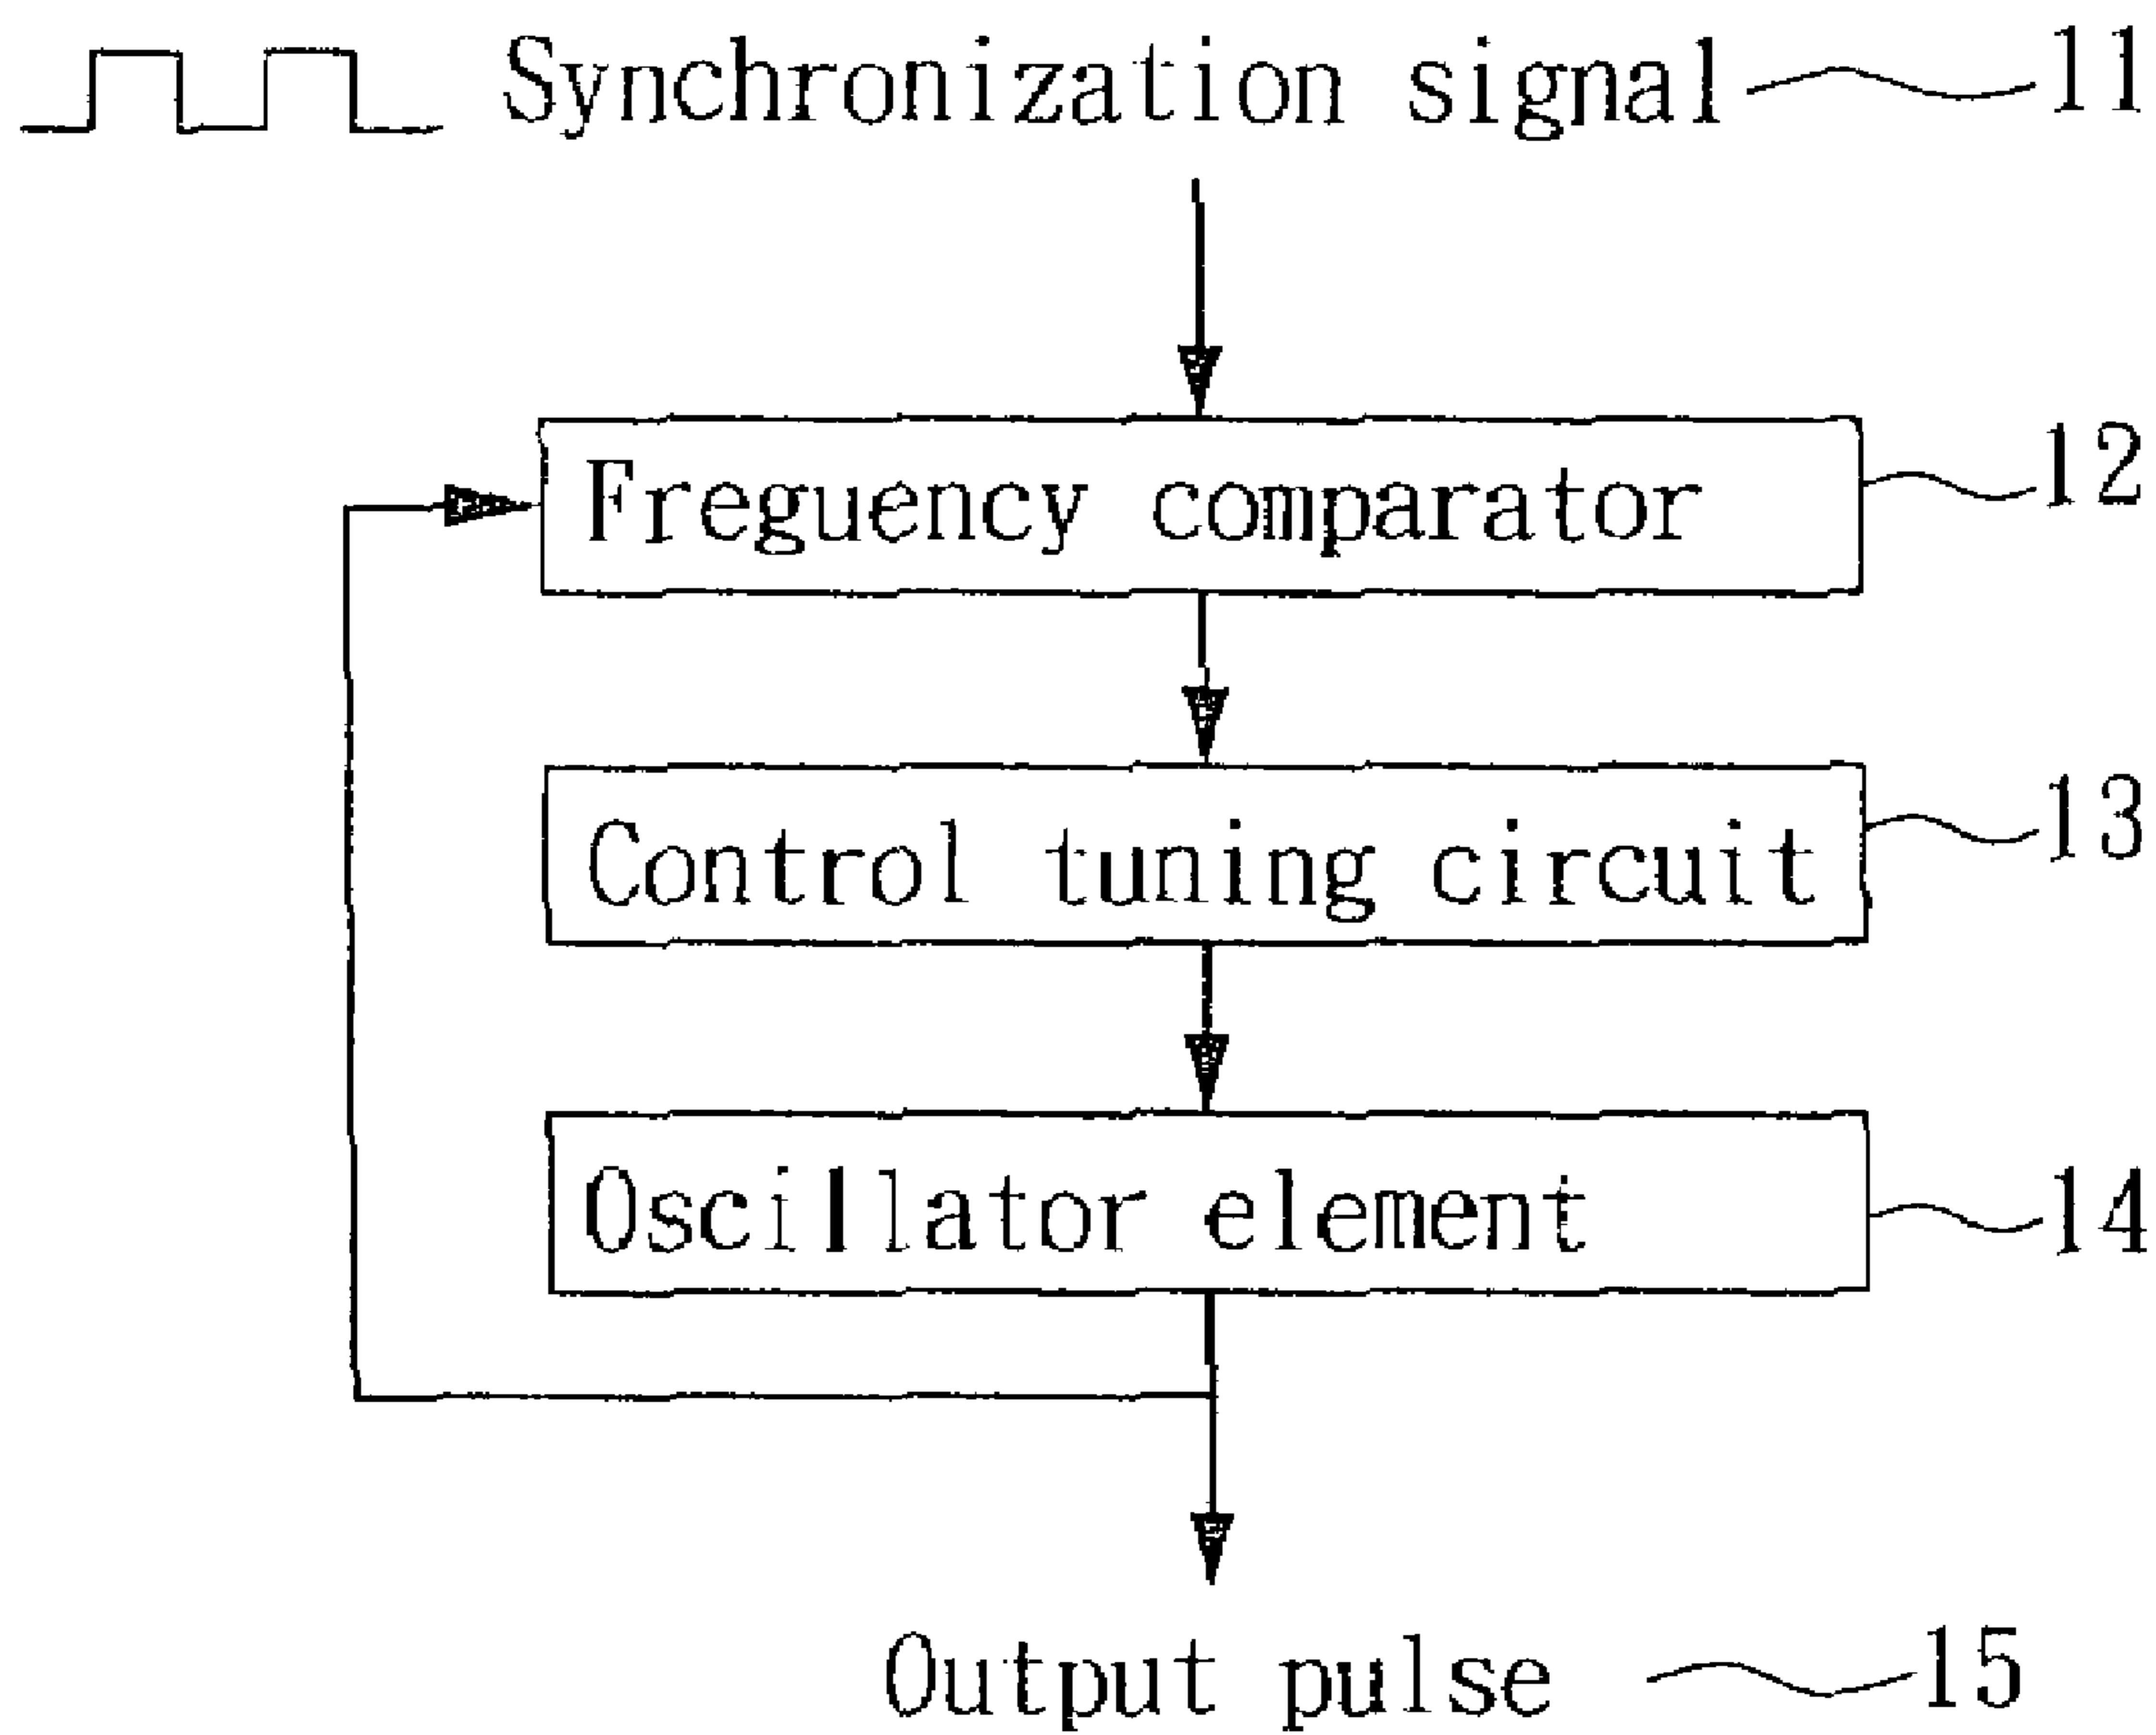 Synchronization signal 11
Freguency comparator 12
Control tuning circuit 13
Oscillator element 14
Output pulse 15